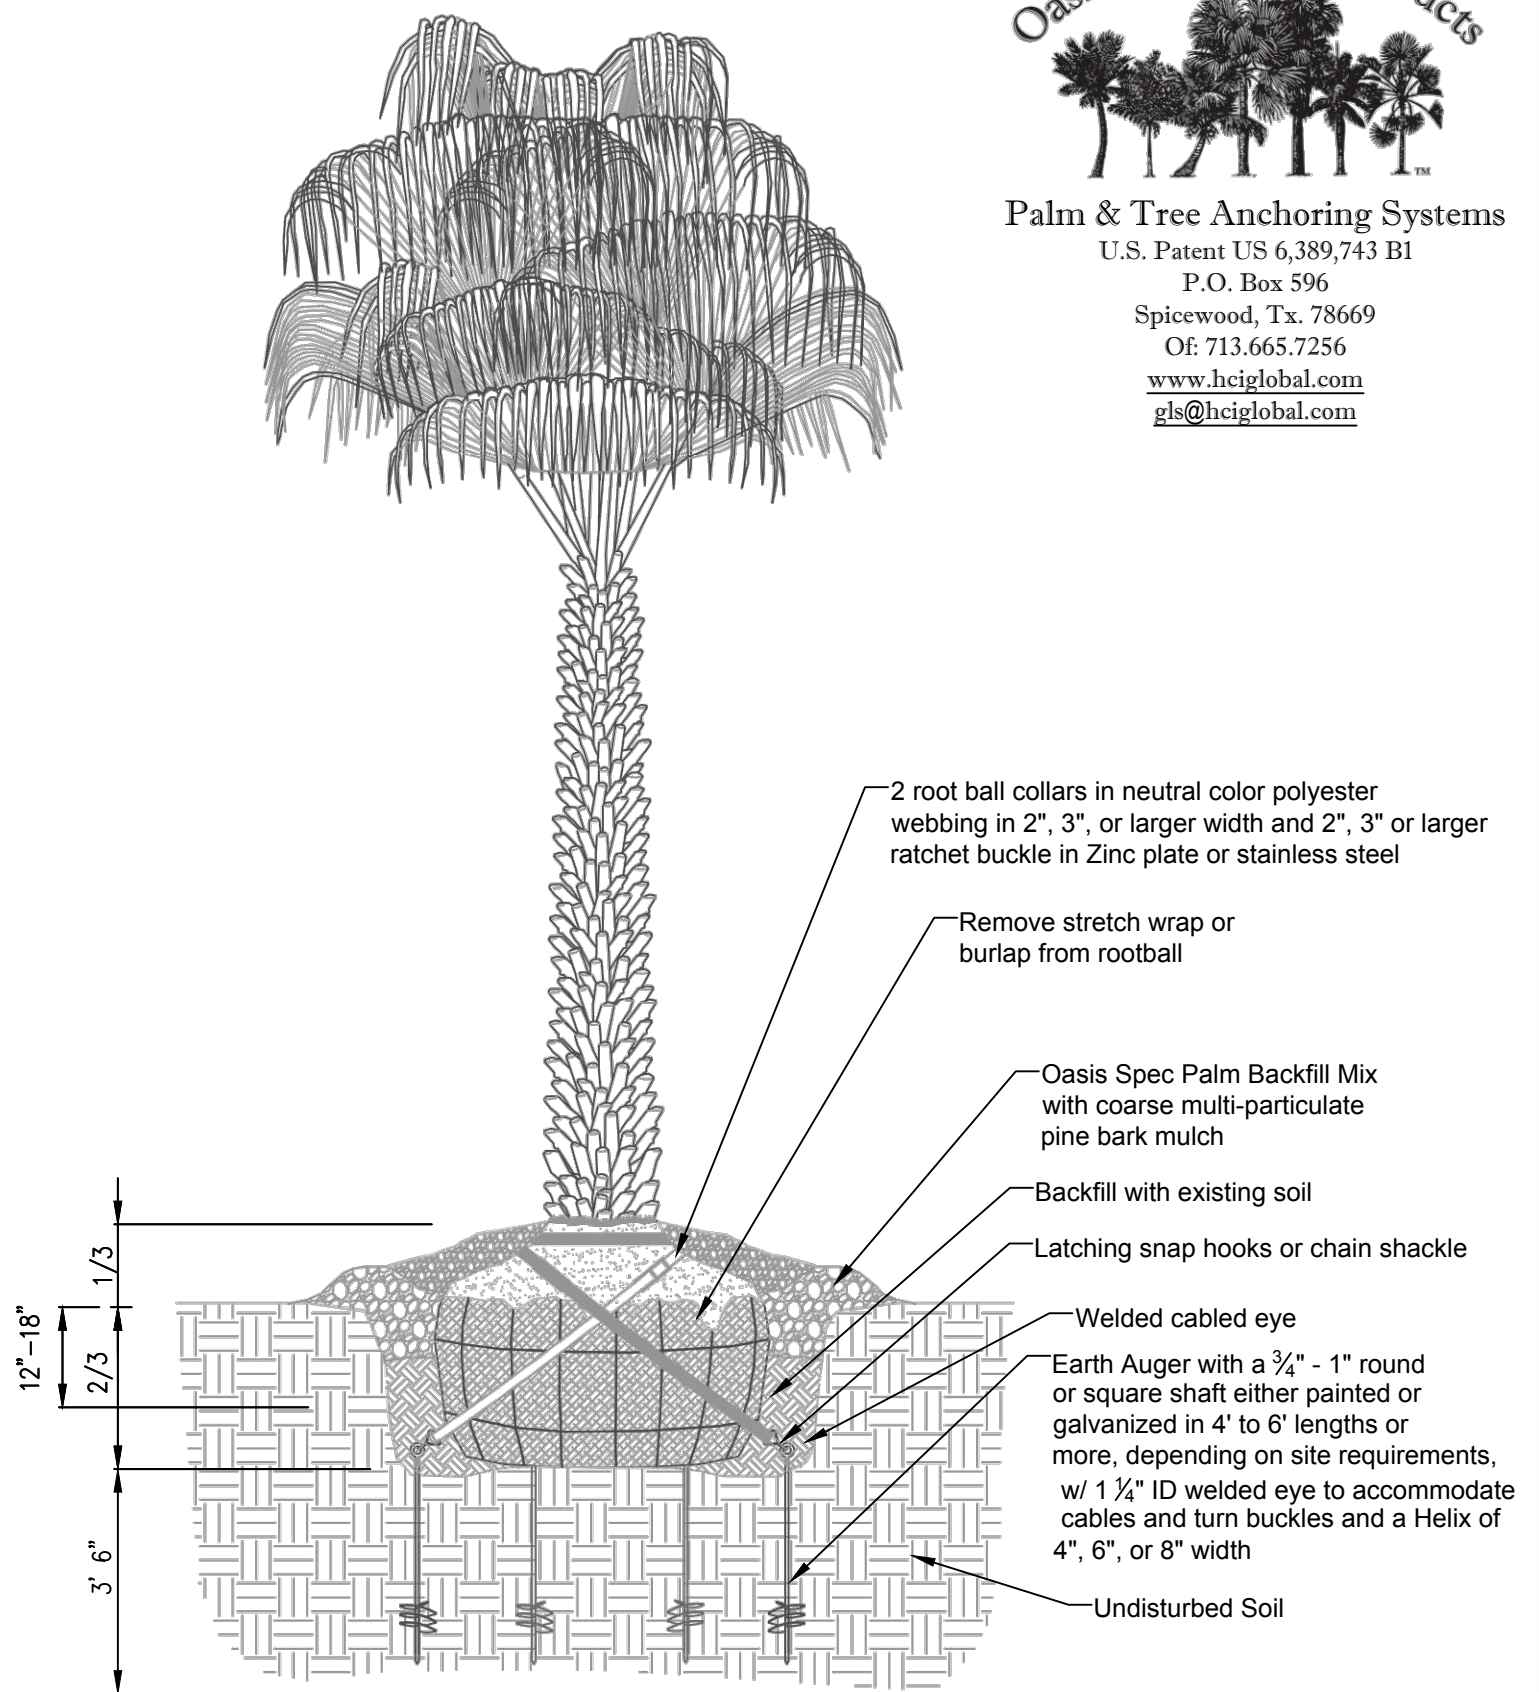 Palm & Tree Anchoring Systems
U.S. Patent US 6,389,743 B1
P.O. Box 596
Spicewood, Tx. 78669
Of: 713.665.7256
www.hciglobal.com
gls@hciglobal.com
TM
2 root ball collars in neutral color polyester
webbing in 2", 3", or larger width and 2", 3" or larger
ratchet buckle in Zinc plate or stainless steel
Remove stretch wrap or
burlap from rootball
Oasis Spec Palm Backfill Mix
with coarse multi-particulate
pine bark mulch
Backfill with existing soil
Latching snap hooks or chain shackle
Welded cabled eye
Earth Auger with a 3/4" - 1" round
or square shaft either painted or
galvanized in 4' to 6' lengths or
more, depending on site requirements,
w/ 1 1/4" ID welded eye to accommodate
cables and turn buckles and a Helix of
4", 6", or 8" width
Undisturbed Soil
1/3
12"-18"
2/3
3' 6"